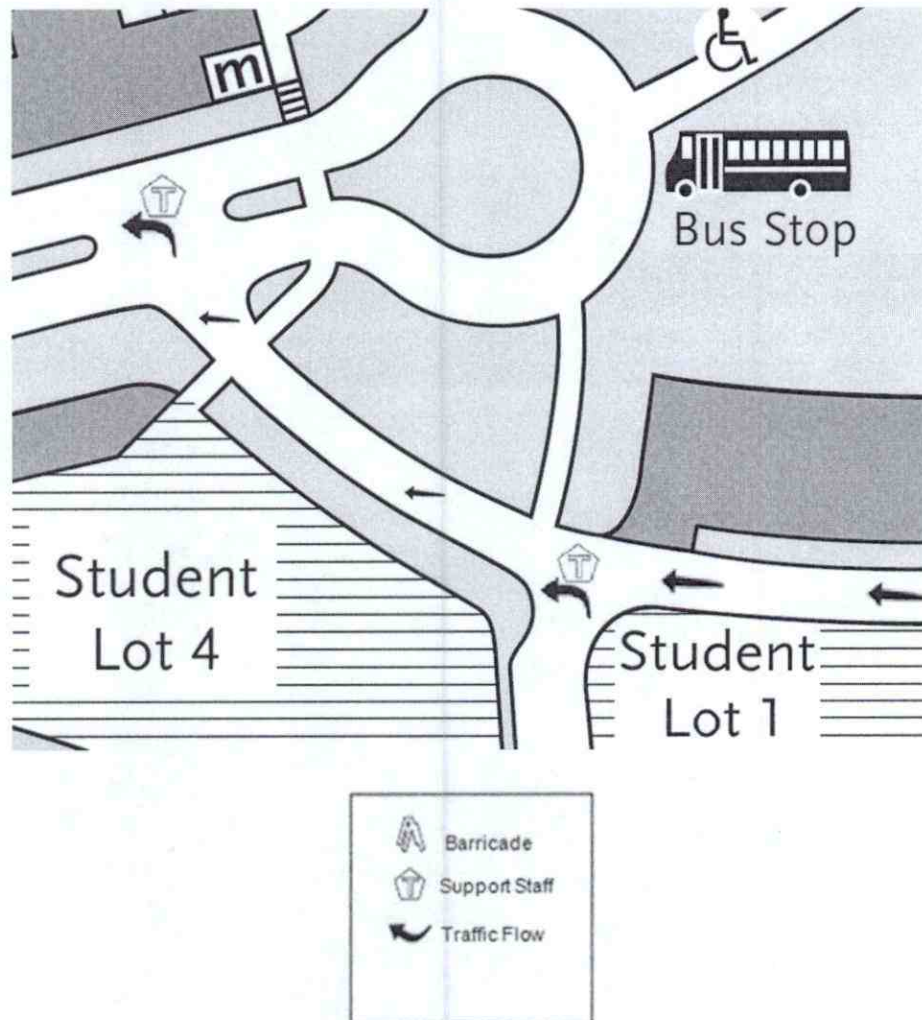 m
T
Bus Stop
T
Student
Lot 4
Student
Lot 1
Barricade
T Support Staff
Traffic Flow